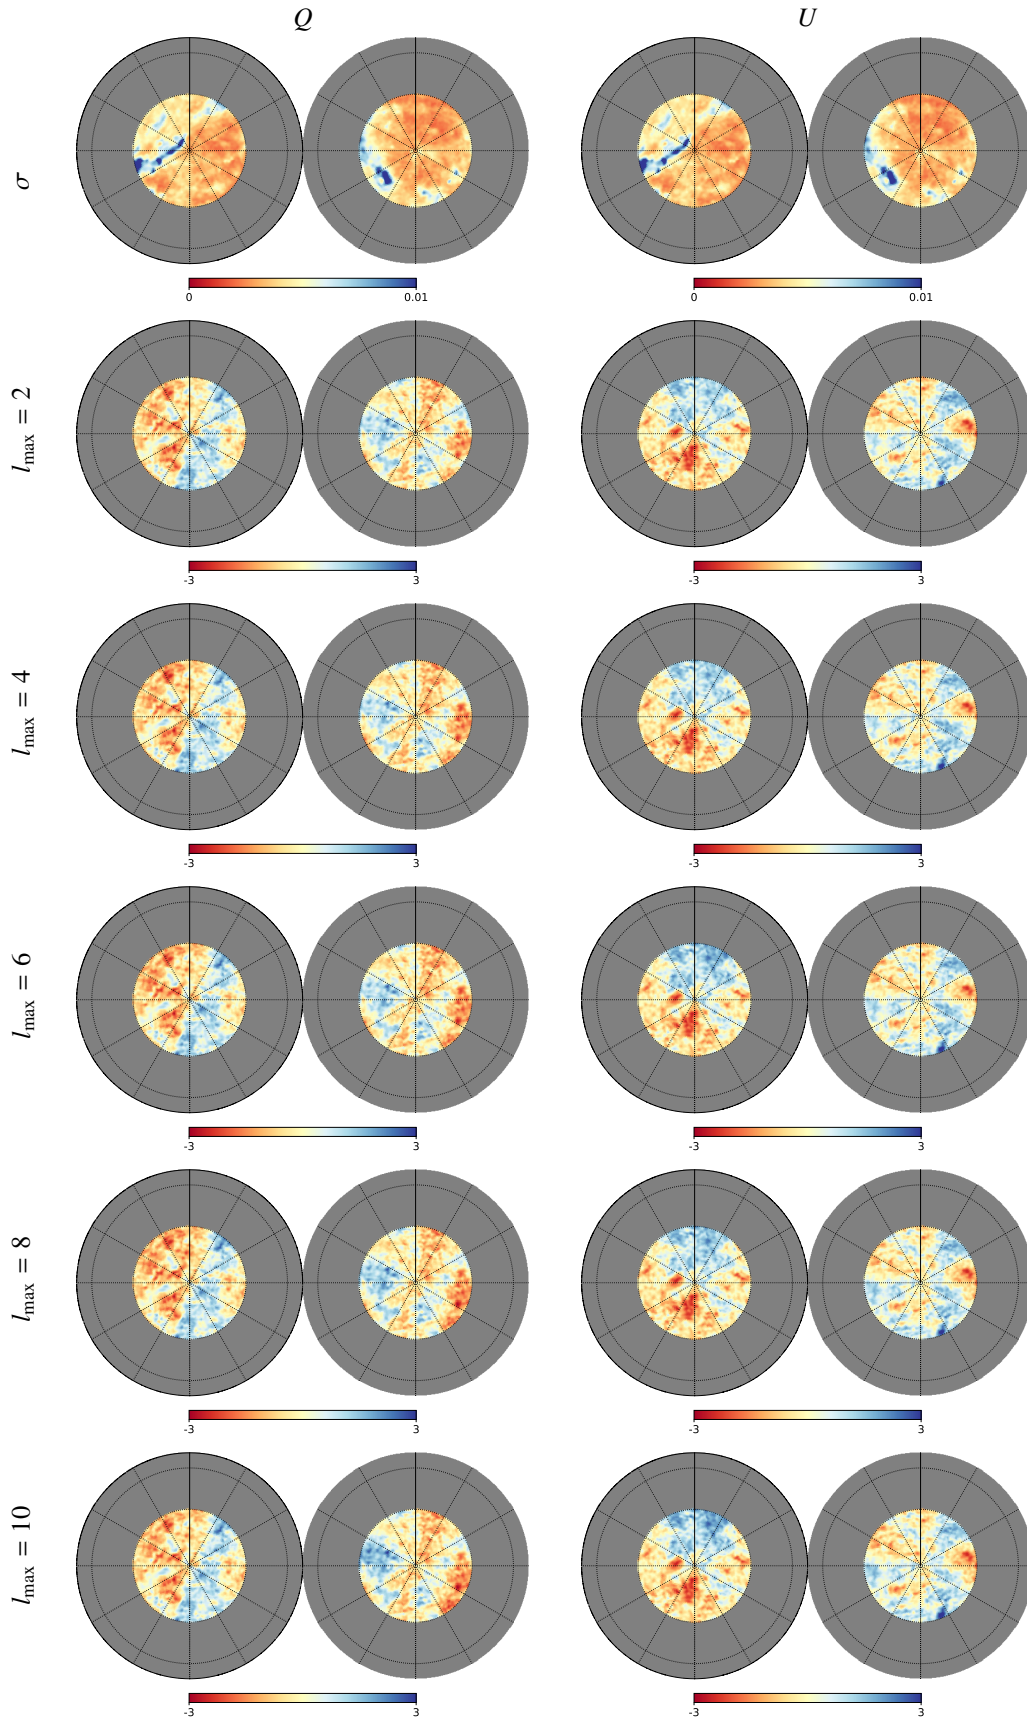 Q U
σ
0 0.01 0 0.01
l_max = 2
-3 3 -3 3
l_max = 4
-3 3 -3 3
l_max = 6
-3 3 -3 3
l_max = 8
-3 3 -3 3
l_max = 10
-3 3 -3 3